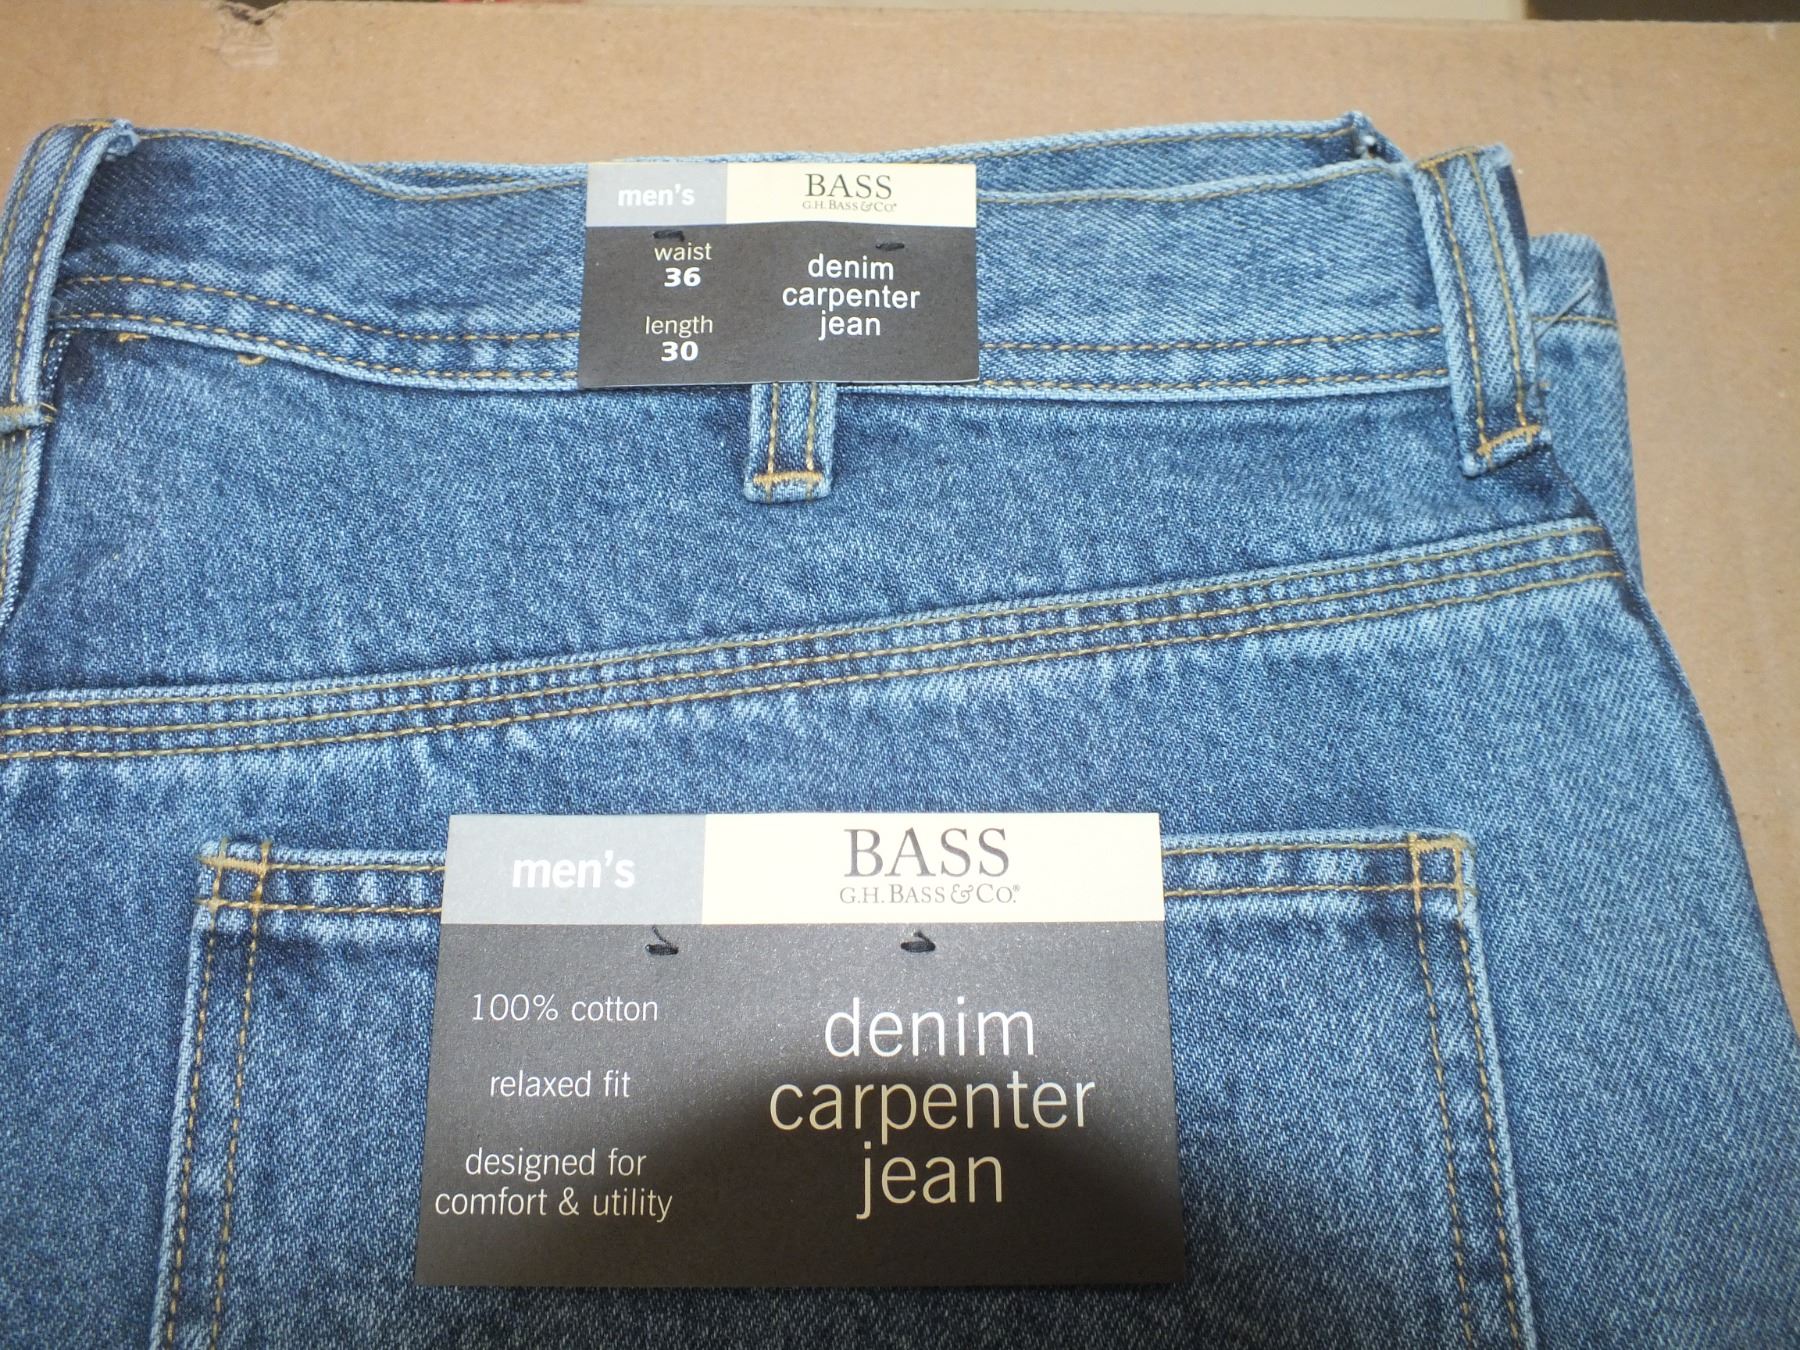 men's
BASS
G.H. BASS & CO®
waist
36
length
30
denim
carpenter
jean
men's
BASS
G.H. BASS & CO.®
100% cotton
relaxed fit
designed for
comfort & utility
denim
carpenter
jean